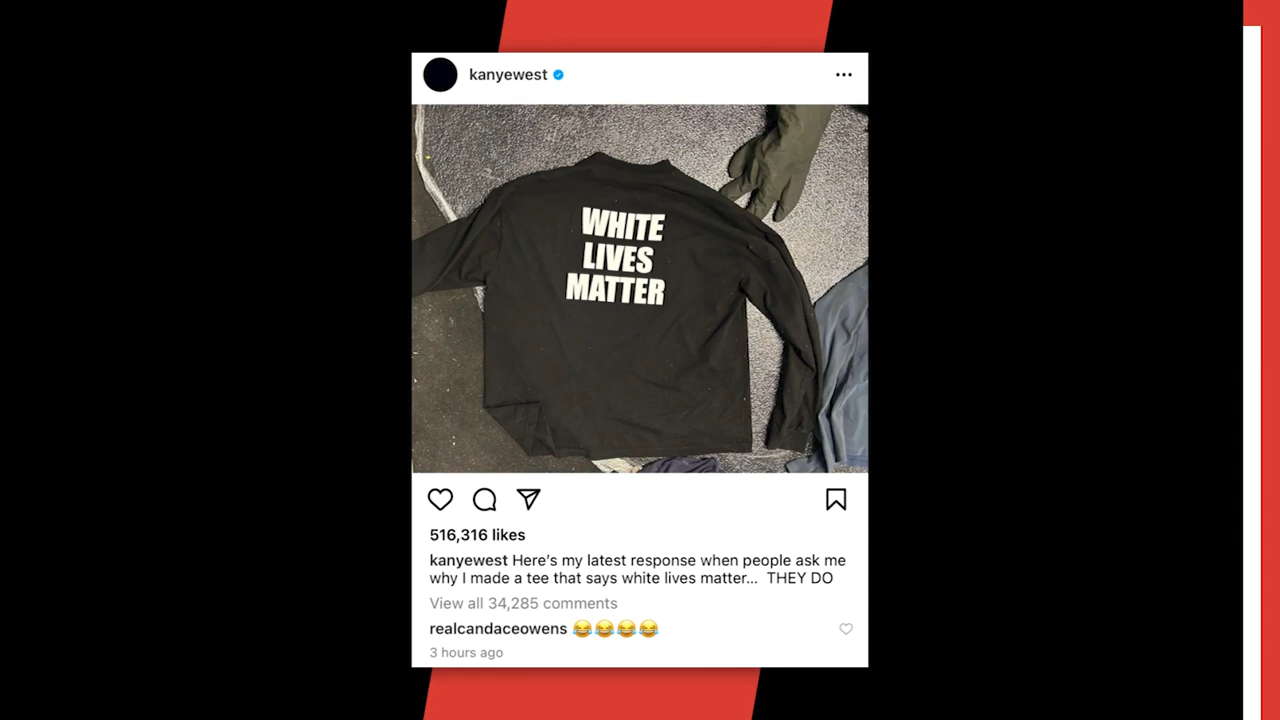 kanyewest
WHITE
LIVES
MATTER
516,316 likes
kanyewest Here's my latest response when people ask me
why I made a tee that says white lives matter... THEY DO
View all 34,285 comments
realcandaceowens 😂😂😂😂
3 hours ago